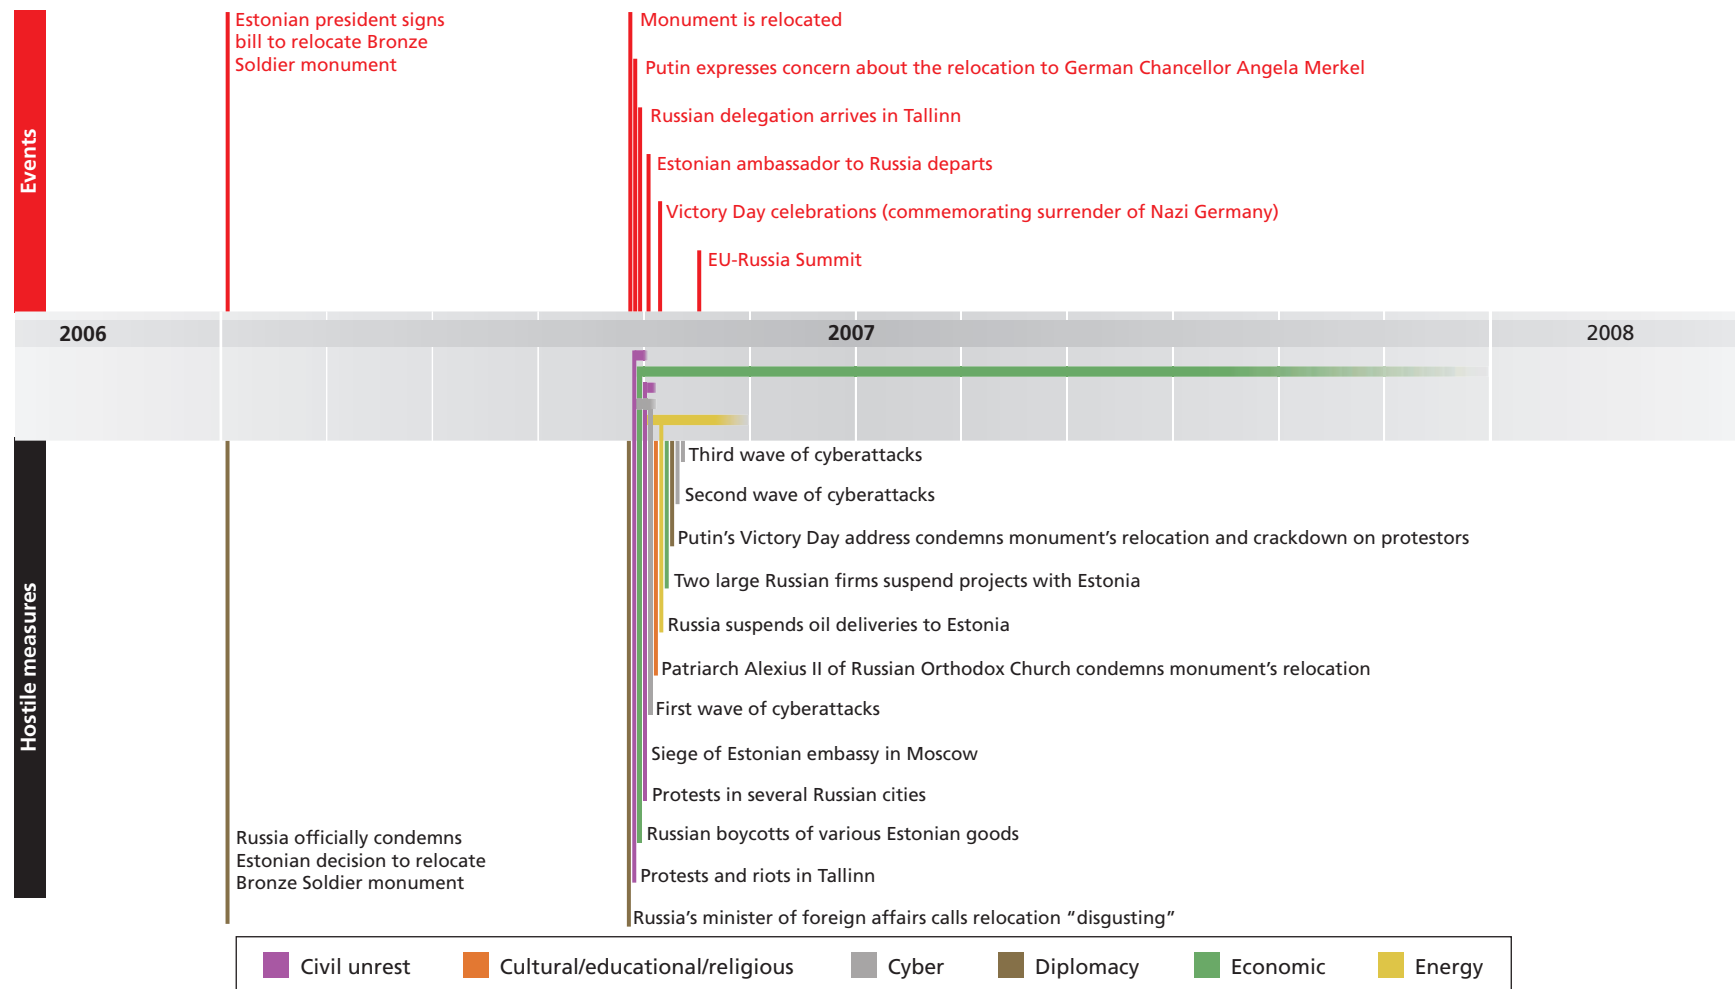 Events
Estonian president signs
bill to relocate Bronze
Soldier monument
Monument is relocated
Putin expresses concern about the relocation to German Chancellor Angela Merkel
Russian delegation arrives in Tallinn
Estonian ambassador to Russia departs
Victory Day celebrations (commemorating surrender of Nazi Germany)
EU-Russia Summit
2006
2007
2008
Hostile measures
Third wave of cyberattacks
Second wave of cyberattacks
Putin’s Victory Day address condemns monument’s relocation and crackdown on protestors
Two large Russian firms suspend projects with Estonia
Russia suspends oil deliveries to Estonia
Patriarch Alexius II of Russian Orthodox Church condemns monument’s relocation
First wave of cyberattacks
Siege of Estonian embassy in Moscow
Protests in several Russian cities
Russian boycotts of various Estonian goods
Protests and riots in Tallinn
Russia’s minister of foreign affairs calls relocation “disgusting”
Russia officially condemns
Estonian decision to relocate
Bronze Soldier monument
Civil unrest
Cultural/educational/religious
Cyber
Diplomacy
Economic
Energy